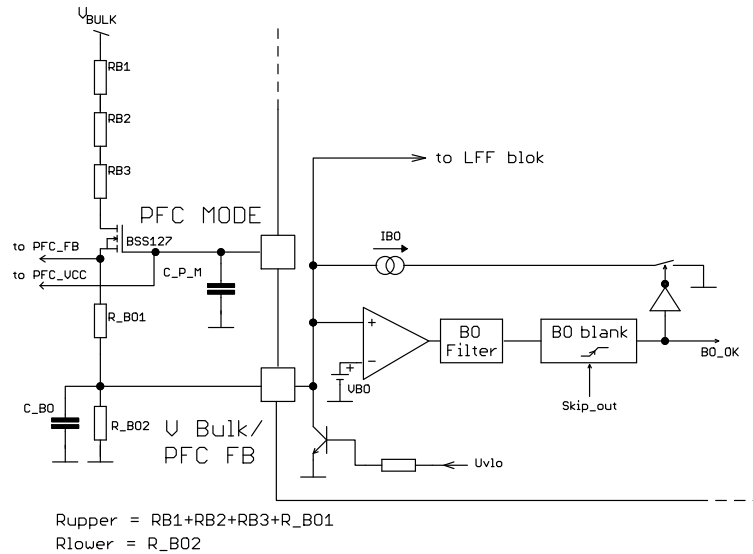 VBULK
RB1
RB2
RB3
PFC MODE
to PFC_FB
BSS127
to PFC_VCC
C_P_M
R_BO1
to LFF blok
IBO
+
BO
Filter
BO blank
BO_OK
−
+
VBO
Skip_out
C_BO
R_BO2
V Bulk/
PFC FB
Uvlo
Rupper = RB1+RB2+RB3+R_BO1
Rlower = R_BO2